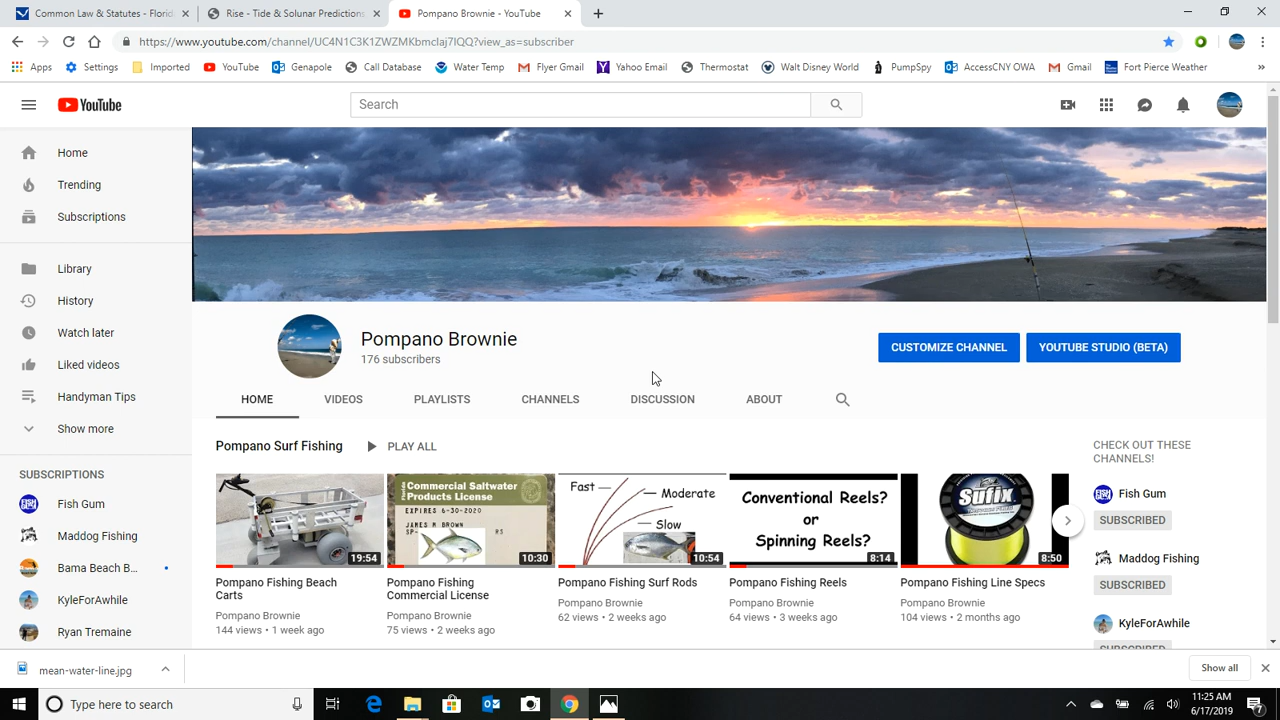 Common Law & Statutes - Florid
Rise - Tide & Solunar Predictions
Pompano Brownie - YouTube
https://www.youtube.com/channel/UC4N1C3K1ZWZMKbmclaj7IQQ?view_as=subscriber
Apps
Settings
Imported
YouTube
Genapole
Call Database
Water Temp
Flyer Gmail
Yahoo Email
Thermostat
Walt Disney World
PumpSpy
AccessCNY OWA
Gmail
Fort Pierce Weather
YouTube
Search
Home
Trending
Subscriptions
Library
History
Watch later
Liked videos
Handyman Tips
Show more
SUBSCRIPTIONS
Fish Gum
Maddog Fishing
Bama Beach B...
KyleForAwhile
Ryan Tremaine
Pompano Brownie
176 subscribers
CUSTOMIZE CHANNEL
YOUTUBE STUDIO (BETA)
HOME
VIDEOS
PLAYLISTS
CHANNELS
DISCUSSION
ABOUT
Pompano Surf Fishing
PLAY ALL
19:54
Pompano Fishing Beach
Carts
Pompano Brownie
144 views • 1 week ago
Commercial Saltwater
Products License
EXPIRES 6-30-2020
JAMES M BROWN
SP-
RS
10:30
Pompano Fishing
Commercial License
Pompano Brownie
75 views • 2 weeks ago
Fast
Moderate
Slow
10:54
Pompano Fishing Surf Rods
Pompano Brownie
62 views • 2 weeks ago
Conventional Reels?
or
Spinning Reels?
8:14
Pompano Fishing Reels
Pompano Brownie
64 views • 3 weeks ago
Sufix
8:50
Pompano Fishing Line Specs
Pompano Brownie
104 views • 2 months ago
CHECK OUT THESE
CHANNELS!
Fish Gum
SUBSCRIBED
Maddog Fishing
SUBSCRIBED
KyleForAwhile
SUBSCRIBED
mean-water-line.jpg
Show all
Type here to search
11:25 AM
6/17/2019